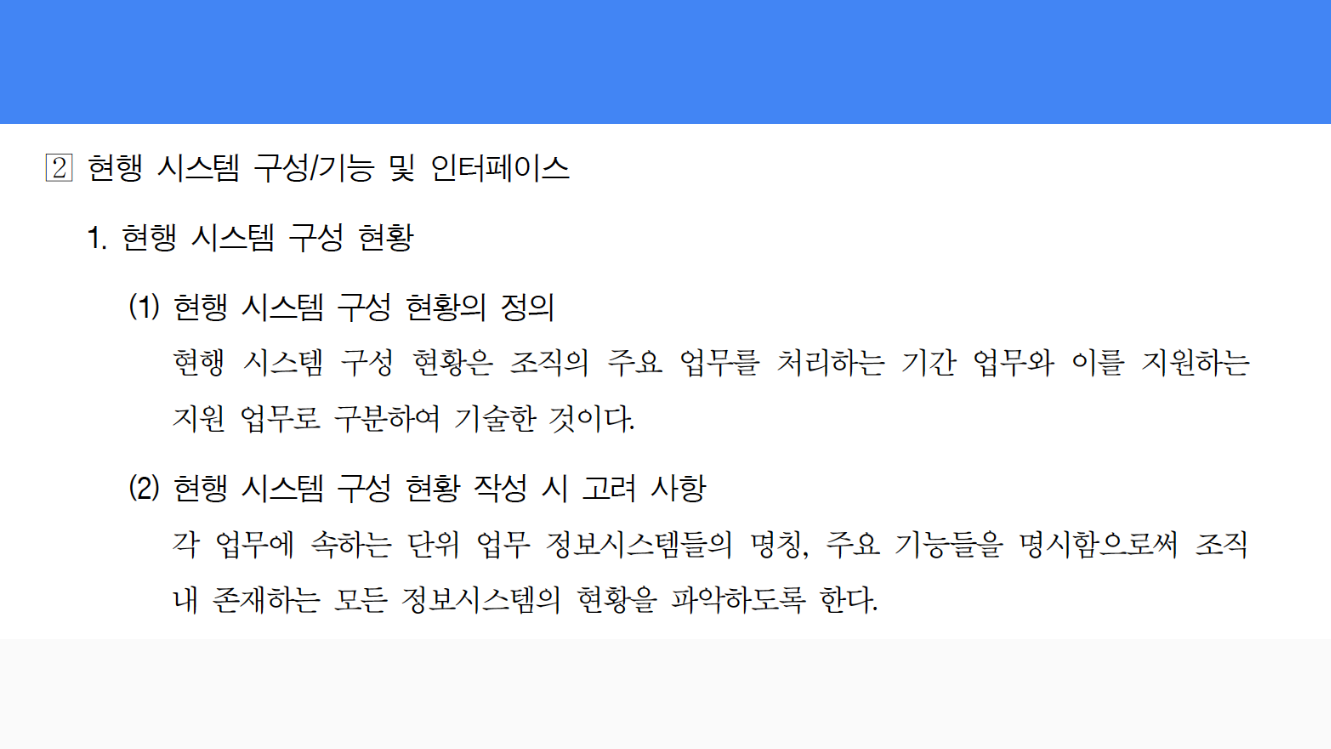 2 현행 시스템 구성/기능 및 인터페이스
1. 현행 시스템 구성 현황
(1) 현행 시스템 구성 현황의 정의
현행 시스템 구성 현황은 조직의 주요 업무를 처리하는 기간 업무와 이를 지원하는
지원 업무로 구분하여 기술한 것이다.
(2) 현행 시스템 구성 현황 작성 시 고려 사항
각 업무에 속하는 단위 업무 정보시스템들의 명칭, 주요 기능들을 명시함으로써 조직
내 존재하는 모든 정보시스템의 현황을 파악하도록 한다.